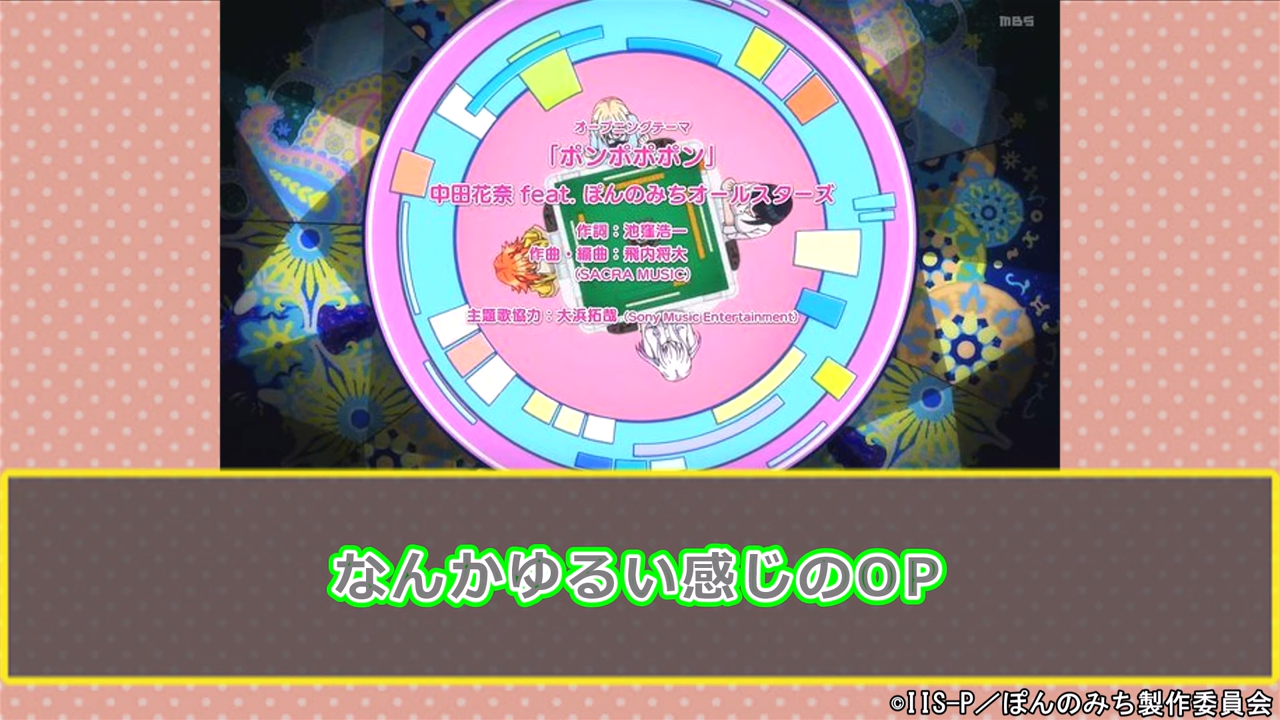 MBS
オープニングテーマ
「ポンポポポン」
中田花奈 feat. ぽんのみちオールスターズ
作詞：池窪浩一
作曲・編曲：飛内将大
（SACRA MUSIC）
主題歌協力：大浜拓哉（Sony Music Entertainment）
なんかゆるい感じのOP
©IIS-P／ぽんのみち製作委員会